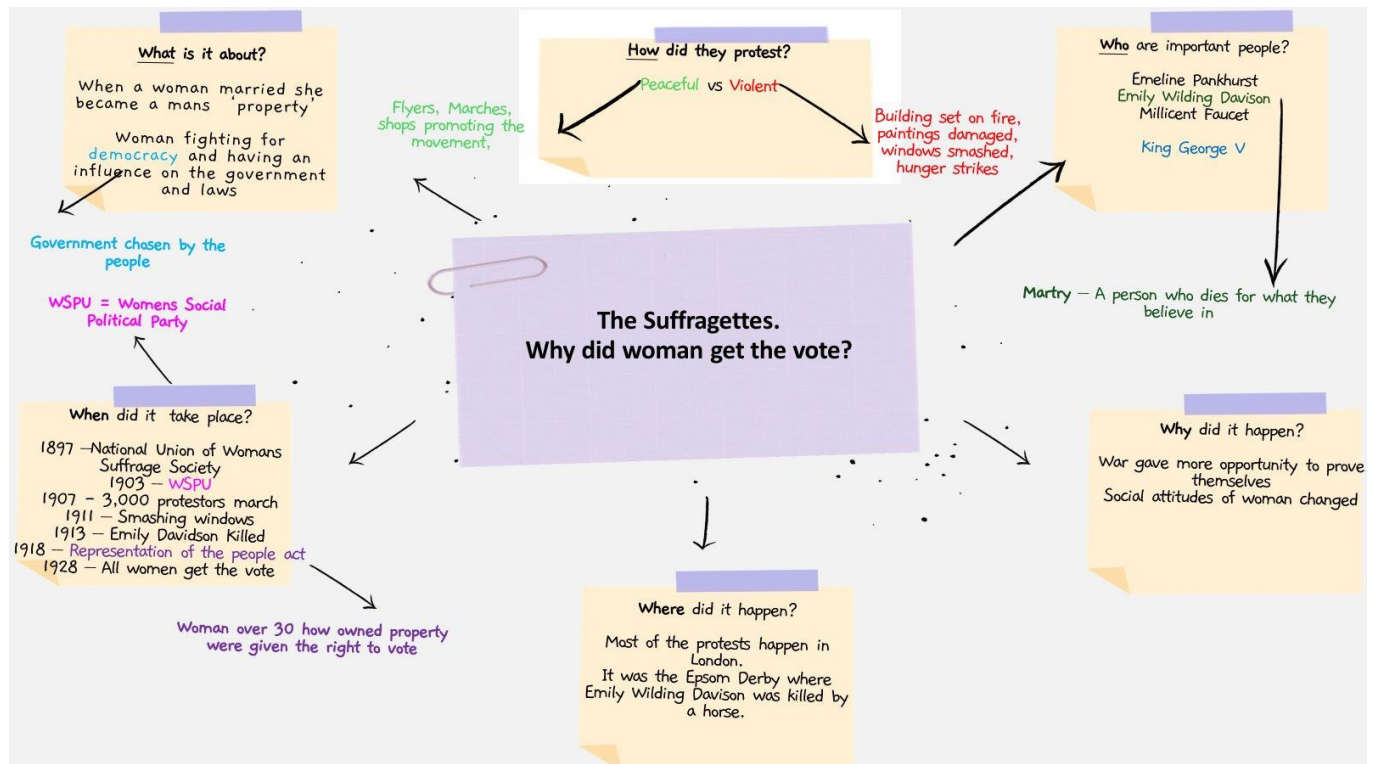 What is it about?
When a woman married she
became a mans 'property'
Woman fighting for
democracy and having an
influence on the government
and laws
Government chosen by the
people
How did they protest?
Peaceful vs Violent
Flyers, Marches,
shops promoting the
movement,
Building set on fire,
paintings damaged,
windows smashed,
hunger strikes
Who are important people?
Emeline Pankhurst
Emily Wilding Davison
Millicent Faucet
King George V
Martry – A person who dies for what they
believe in
The Suffragettes.
Why did woman get the vote?
WSPU = Womens Social
Political Party
When did it take place?
1897 –National Union of Womans
Suffrage Society
1903 – WSPU
1907 - 3,000 protestors march
1911 – Smashing windows
1913 – Emily Davidson Killed
1918 – Representation of the people act
1928 – All women get the vote
Woman over 30 how owned property
were given the right to vote
Where did it happen?
Most of the protests happen in
London.
It was the Epsom Derby where
Emily Wilding Davison was killed by
a horse.
Why did it happen?
War gave more opportunity to prove
themselves
Social attitudes of woman changed